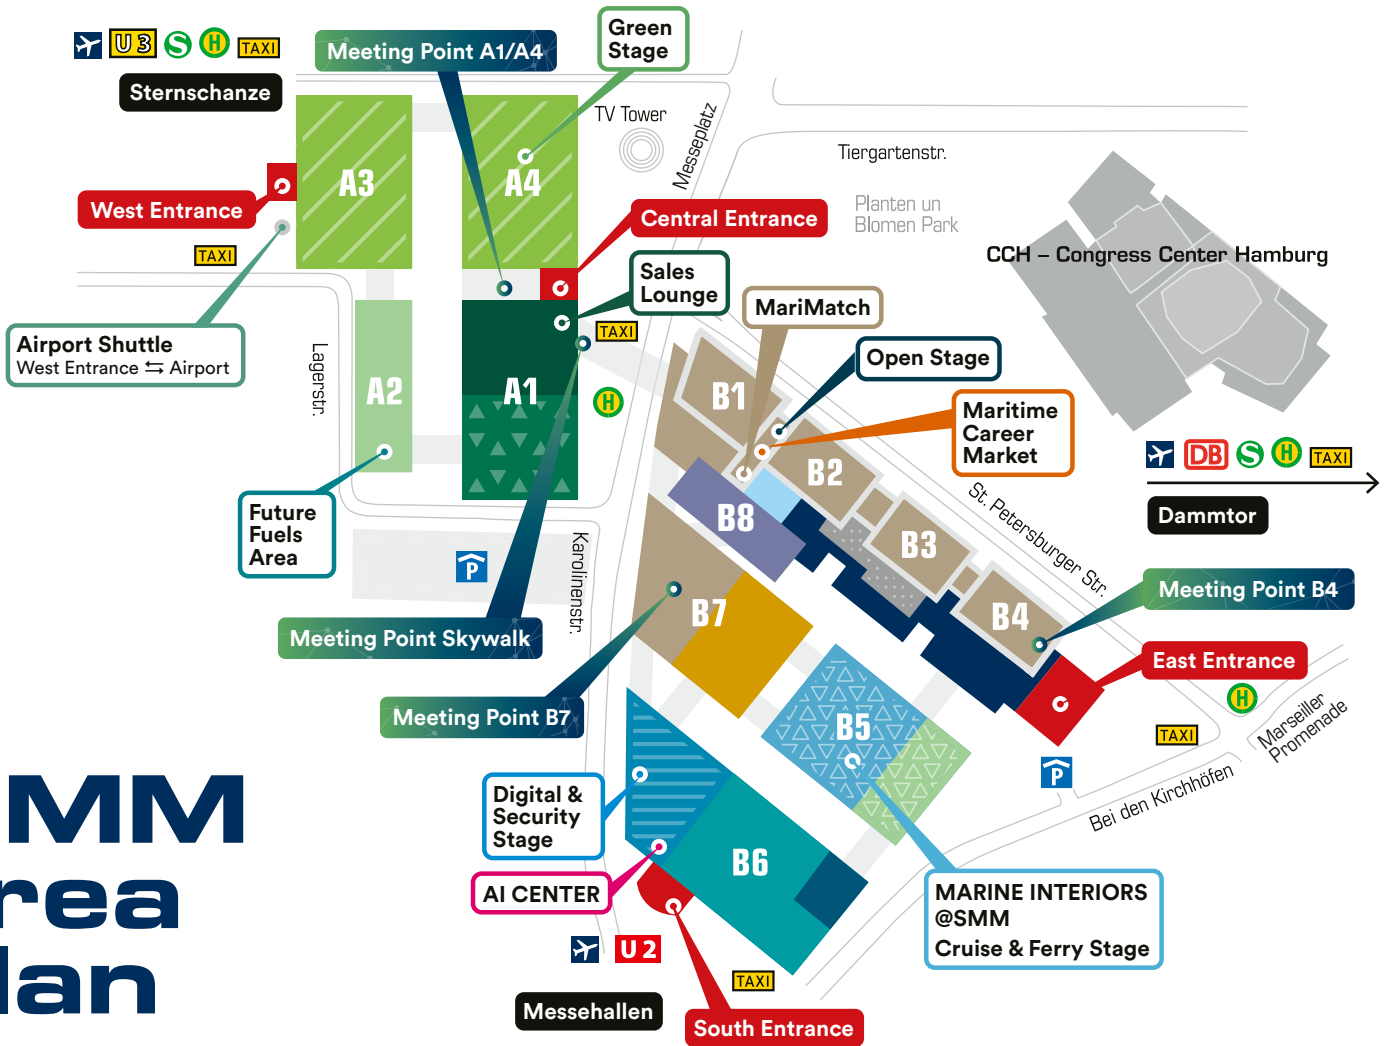 U3 S H TAXI
Sternschanze
Meeting Point A1/A4
Green
Stage
TV Tower
Messeplatz
Tiergartenstr.
Planten un
Blomen Park
CCH – Congress Center Hamburg
A3
A4
West Entrance
Central Entrance
TAXI
Sales
Lounge
MariMatch
Airport Shuttle
West Entrance ⇆ Airport
Lagerstr.
A2
A1
TAXI
H
Open Stage
B1
Maritime
Career
Market
B2
DB S H TAXI
Dammtor
St. Petersburger Str.
Future
Fuels
Area
P
Karolinenstr.
B8
B3
B7
B4
Meeting Point B4
Meeting Point Skywalk
East Entrance
Meeting Point B7
B5
H
TAXI
Marseiller
Promenade
P
Bei den Kirchhöfen
Digital &
Security
Stage
B6
AI CENTER
MARINE INTERIORS
@SMM
Cruise & Ferry Stage
U2
TAXI
Messehallen
South Entrance
MM
rea
lan